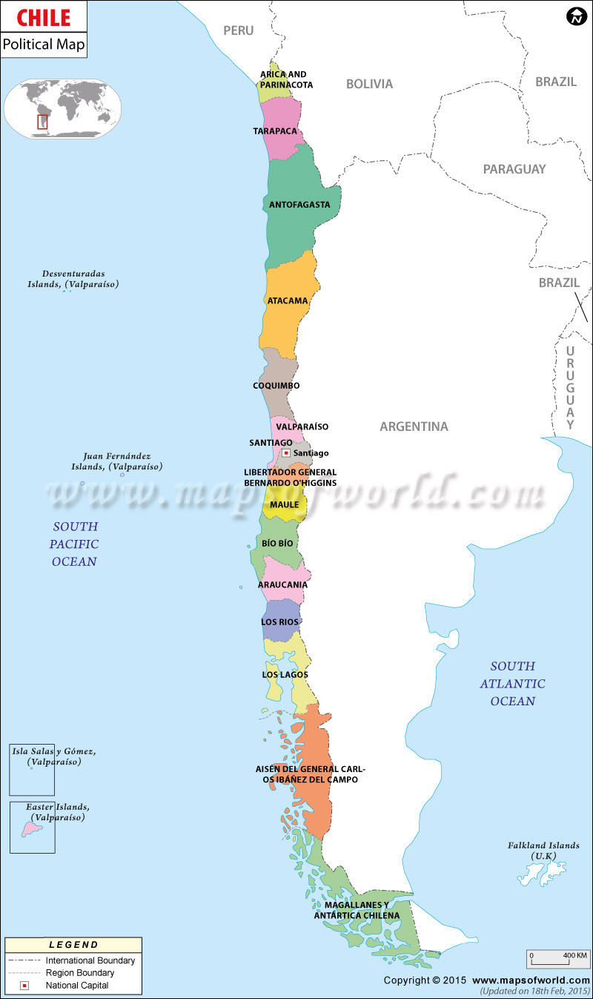 CHILE
Political Map
N
PERU
BOLIVIA
BRAZIL
PARAGUAY
BRAZIL
URUGUAY
ARGENTINA
ARICA AND
PARINACOTA
TARAPACA
ANTOFAGASTA
Desventuradas
Islands, (Valparaíso)
ATACAMA
COQUIMBO
VALPARAÍSO
SANTIAGO
Santiago
Juan Fernández
Islands, (Valparaíso)
LIBERTADOR GENERAL
BERNARDO O'HIGGINS
www.mapsofworld.com
MAULE
SOUTH
PACIFIC
OCEAN
BÍO BÍO
ARAUCANIA
LOS RIOS
LOS LAGOS
SOUTH
ATLANTIC
OCEAN
Isla Salas y Gómez,
(Valparaíso)
AISÉN DEL GENERAL CARL-
OS IBÁÑEZ DEL CAMPO
Easter Islands,
(Valparaíso)
Falkland Islands
(U.K)
MAGALLANES Y
ANTÁRTICA CHILENA
LEGEND
International Boundary
Region Boundary
National Capital
0 400 KM
Copyright © 2015 www.mapsofworld.com
(Updated on 18th Feb, 2015)